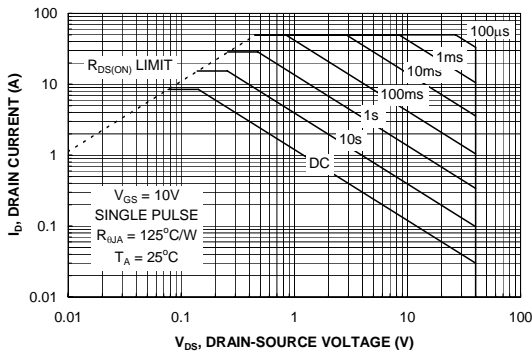 100
50
10
1
0.1
0.01
I_D, DRAIN CURRENT (A)
R_DS(ON) LIMIT
100µs
1ms
10ms
100ms
1s
10s
DC
V_GS = 10V
SINGLE PULSE
R_θJA = 125°C/W
T_A = 25°C
0.01
0.1
1
10
100
V_DS, DRAIN-SOURCE VOLTAGE (V)